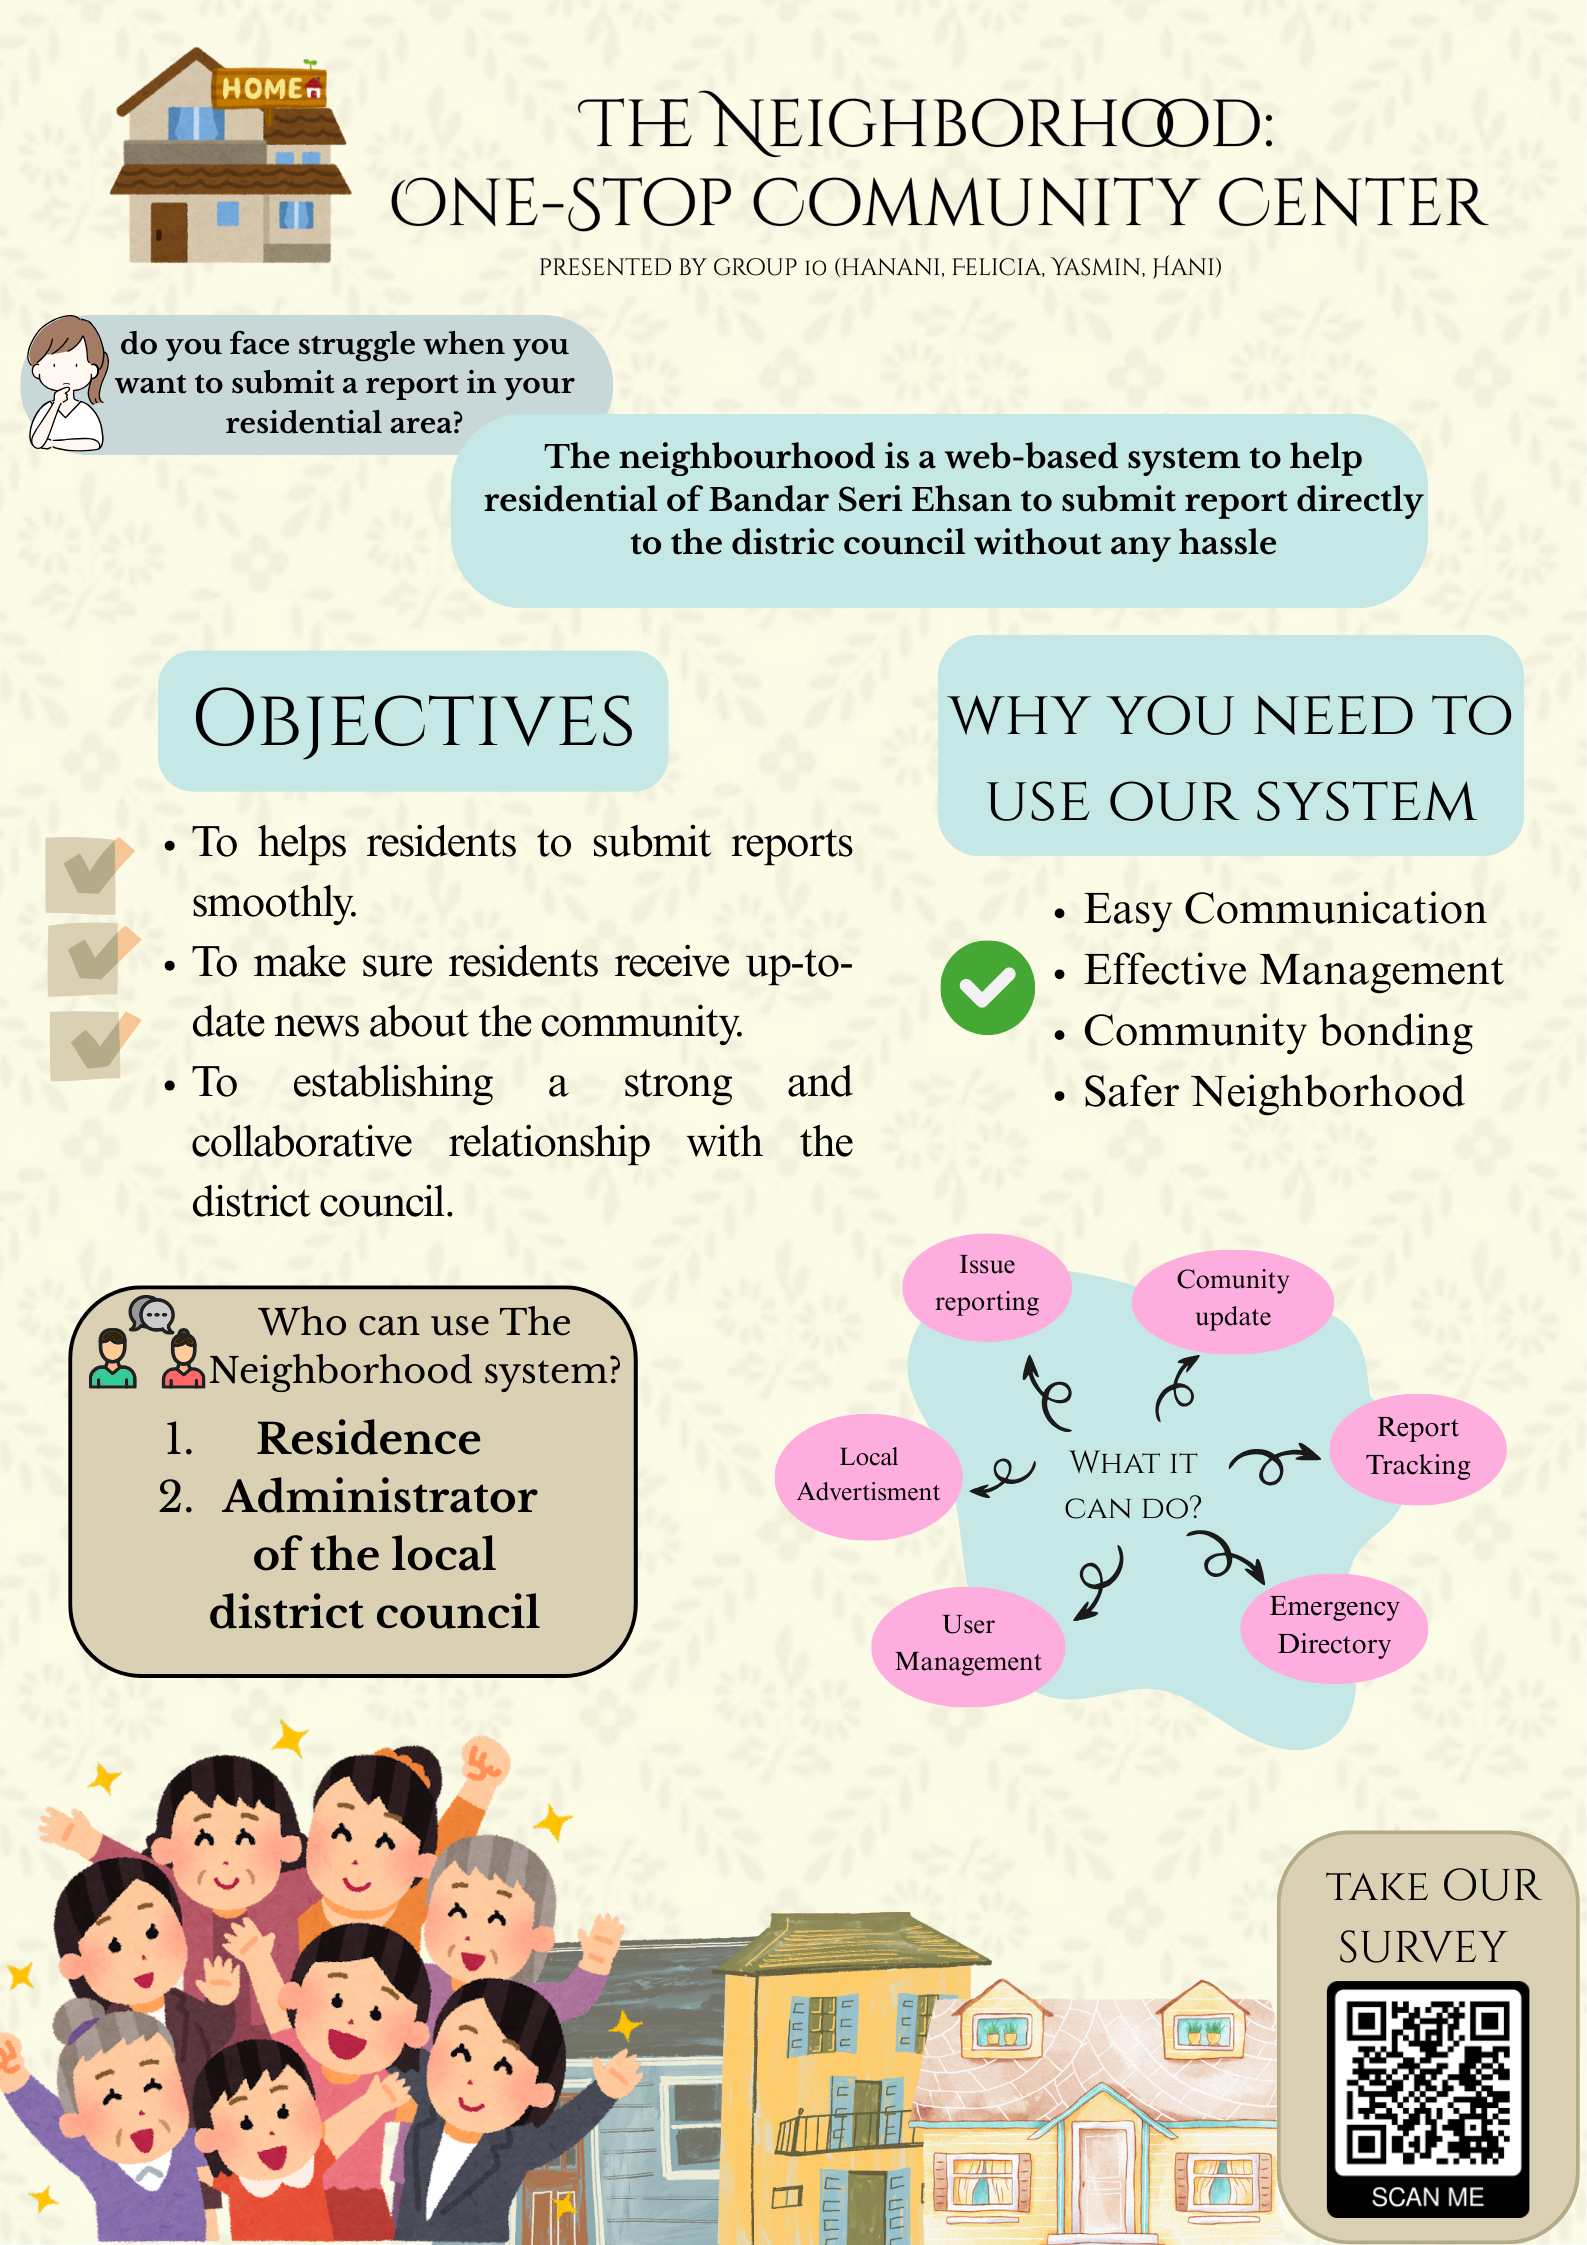 HOME
The Neighborhood:
One-Stop Community Center
presented by group 10 (Hanani, Felicia, Yasmin, Hani)
do you face struggle when you
want to submit a report in your
residential area?
The neighbourhood is a web-based system to help
residential of Bandar Seri Ehsan to submit report directly
to the distric council without any hassle
Objectives
• To helps residents to submit reports
smoothly.
• To make sure residents receive up-to-
date news about the community.
• To establishing a strong and
collaborative relationship with the
district council.
why you need to
use our system
• Easy Communication
• Effective Management
• Community bonding
• Safer Neighborhood
Who can use The
Neighborhood system?
1. Residence
2. Administrator
of the local
district council
Issue
reporting
Comunity
update
Report
Tracking
Local
Advertisment
What it
can do?
User
Management
Emergency
Directory
take OUR
survey
SCAN ME